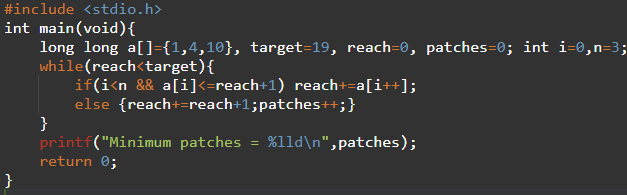 #include <stdio.h>
int main(void){
    long long a[]={1,4,10}, target=19, reach=0, patches=0; int i=0,n=3;
    while(reach<target){
        if(i<n && a[i]<=reach+1) reach+=a[i++];
        else {reach+=reach+1;patches++;}
    }
    printf("Minimum patches = %lld\n",patches);
    return 0;
}